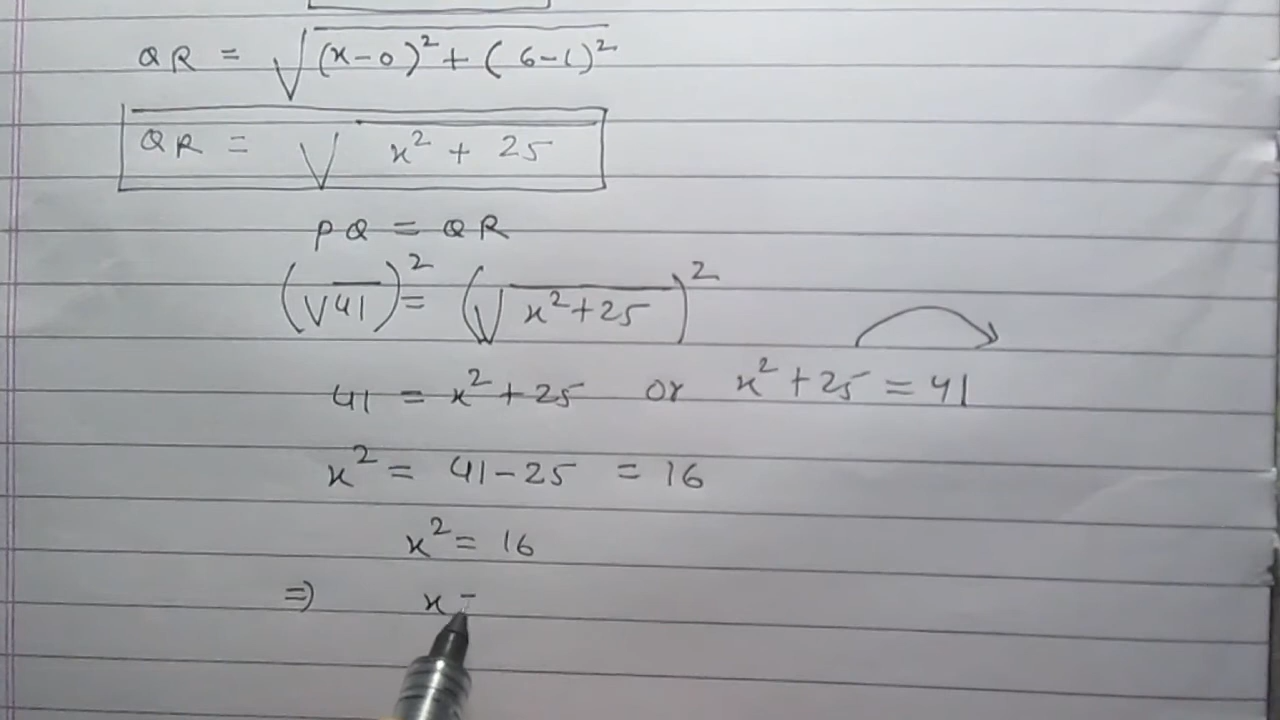 QR = √(x-0)² + (6-1)²
QR = √x² + 25
PQ = QR
(√41)² = (√x²+25)²
41 = x²+25 or x²+25 = 41
x² = 41-25 = 16
x² = 16
⇒ x =